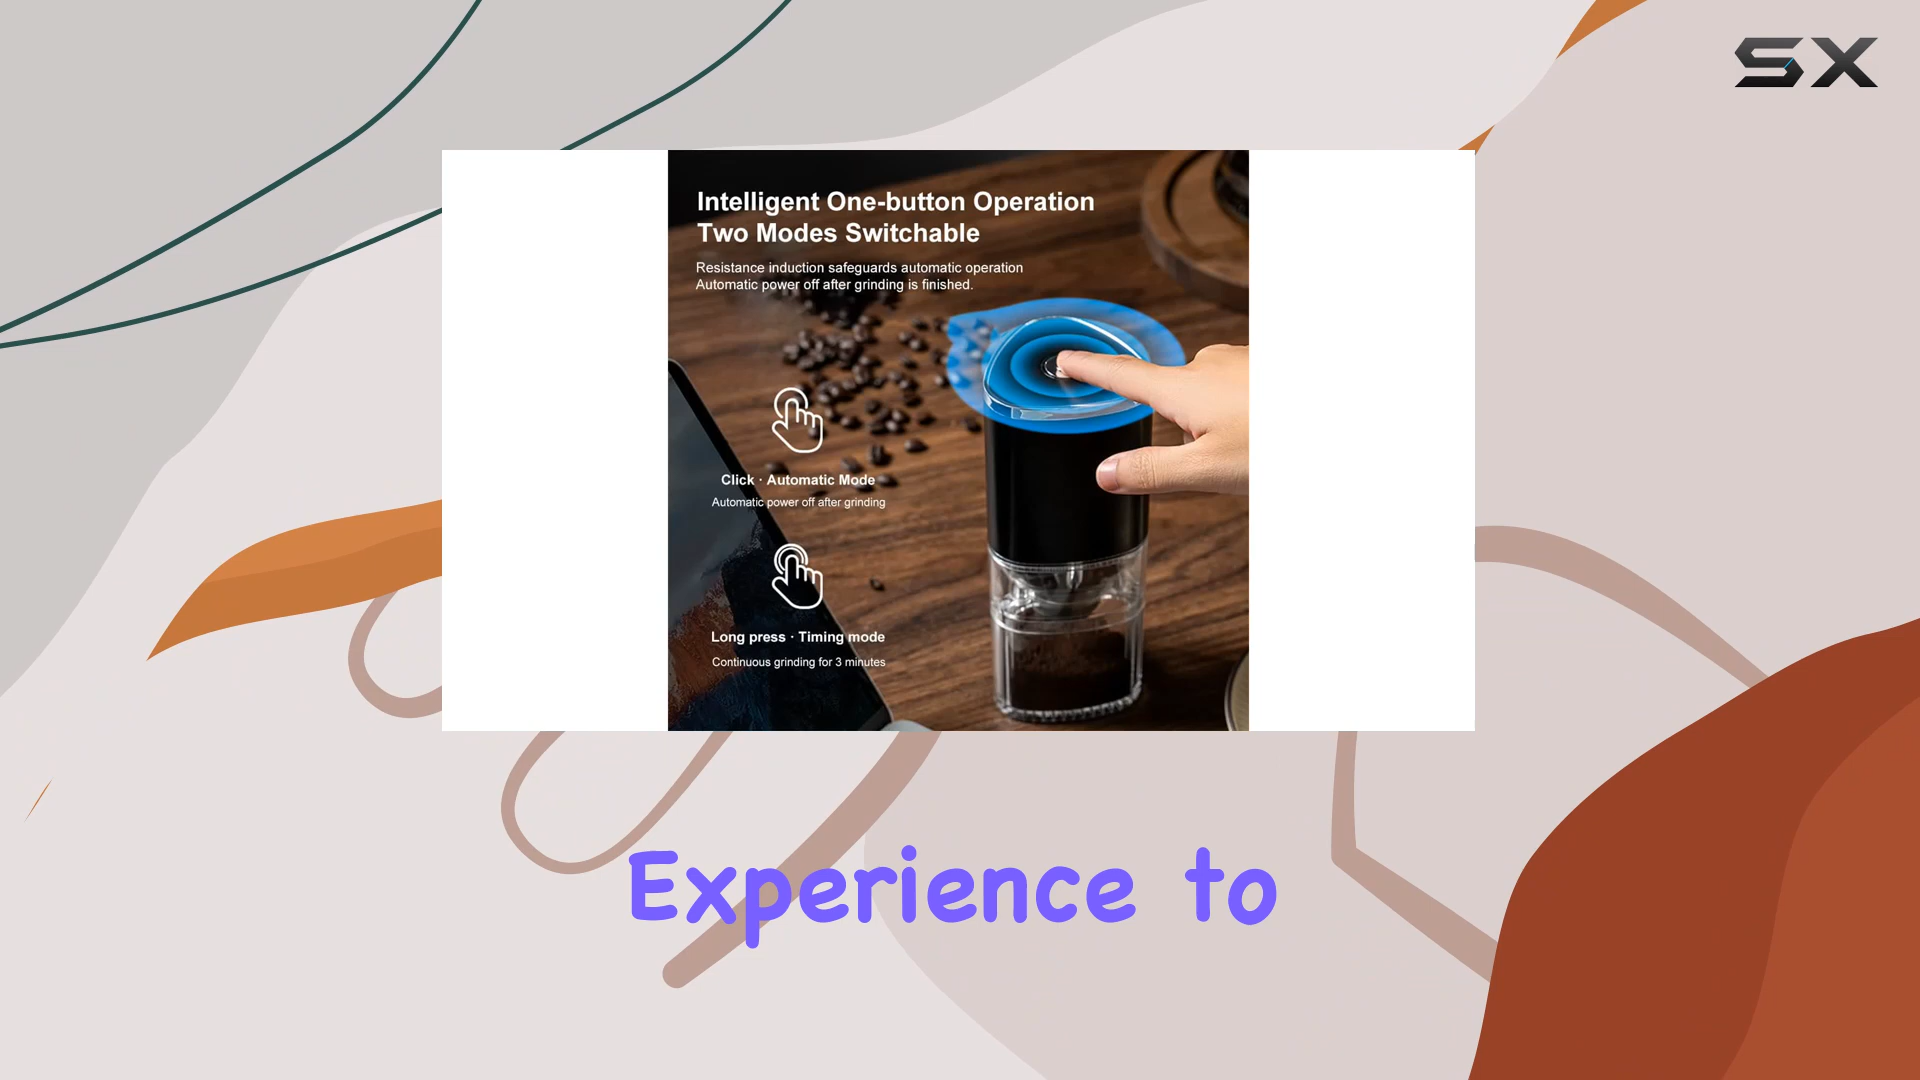 SX
Intelligent One-button Operation
Two Modes Switchable
Resistance induction safeguards automatic operation
Automatic power off after grinding is finished.
Click · Automatic Mode
Automatic power off after grinding
Long press · Timing mode
Continuous grinding for 3 minutes
Experience to